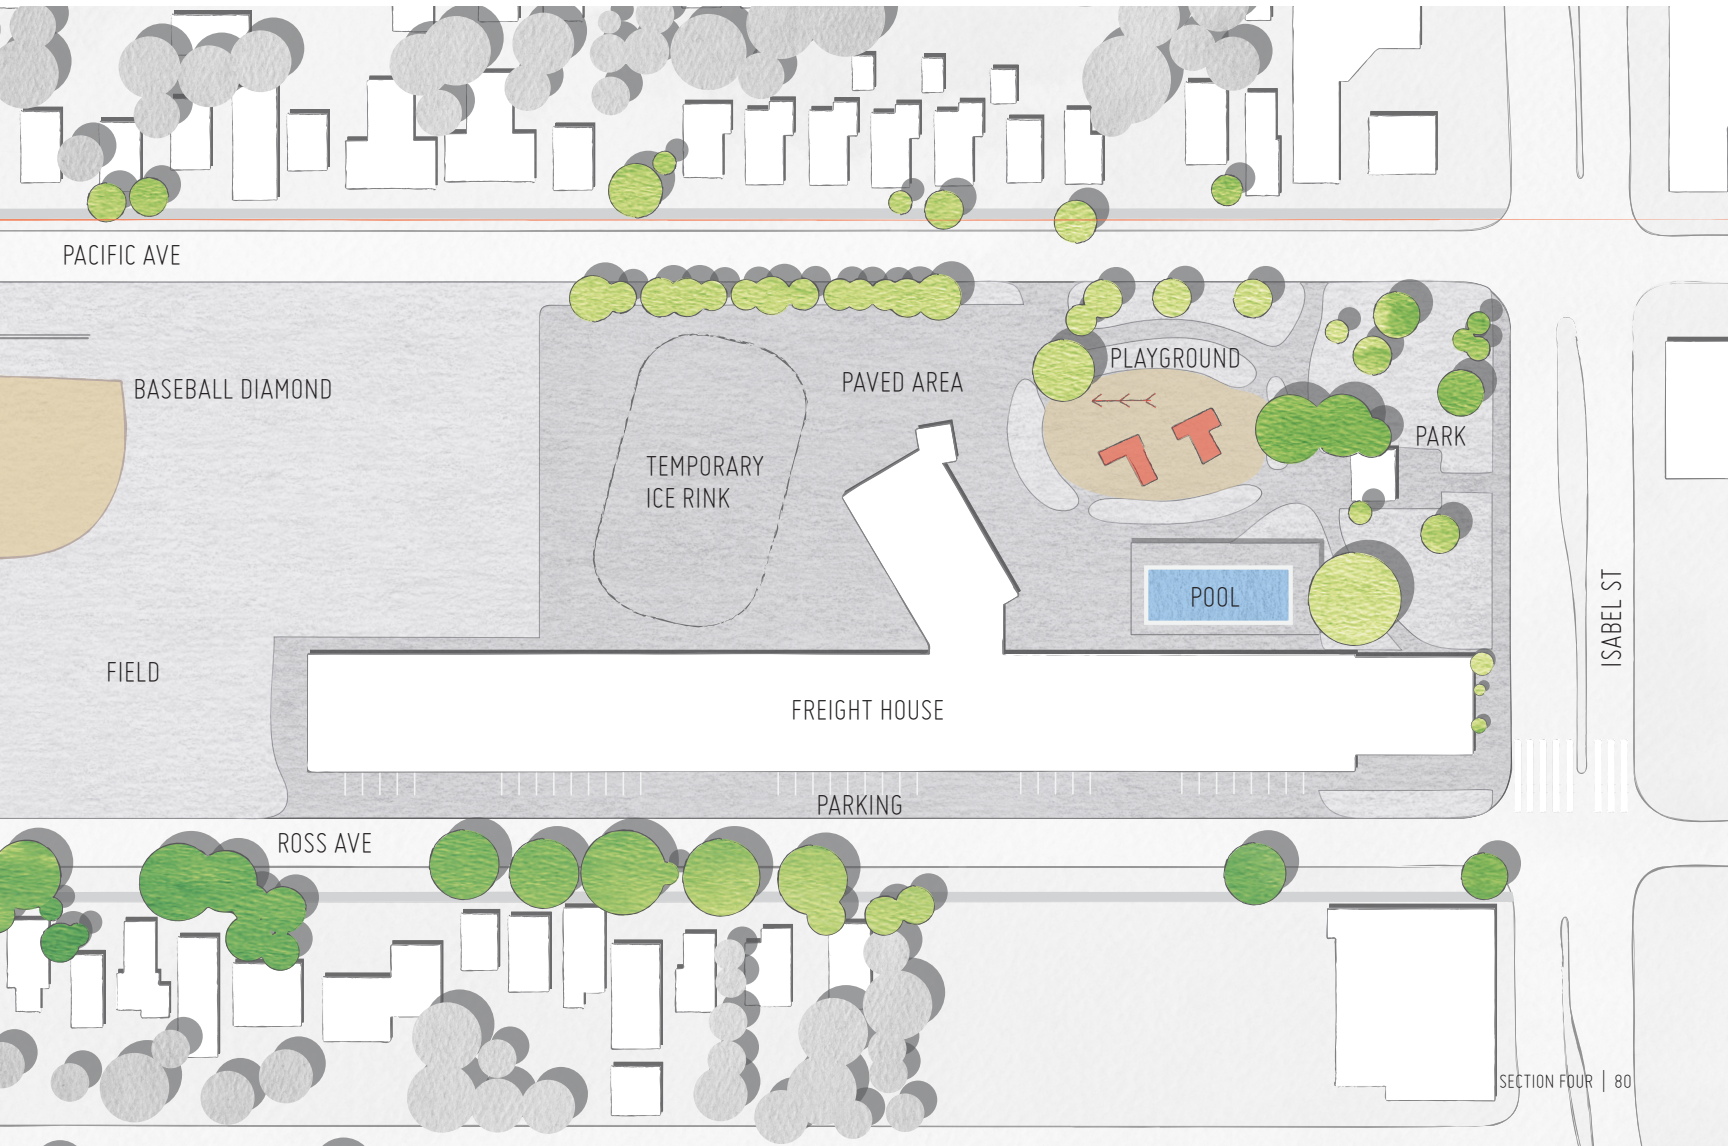 PACIFIC AVE
PLAYGROUND
PAVED AREA
BASEBALL DIAMOND
PARK
TEMPORARY
ICE RINK
POOL
ISABEL ST
FIELD
FREIGHT HOUSE
PARKING
ROSS AVE
SECTION FOUR | 80